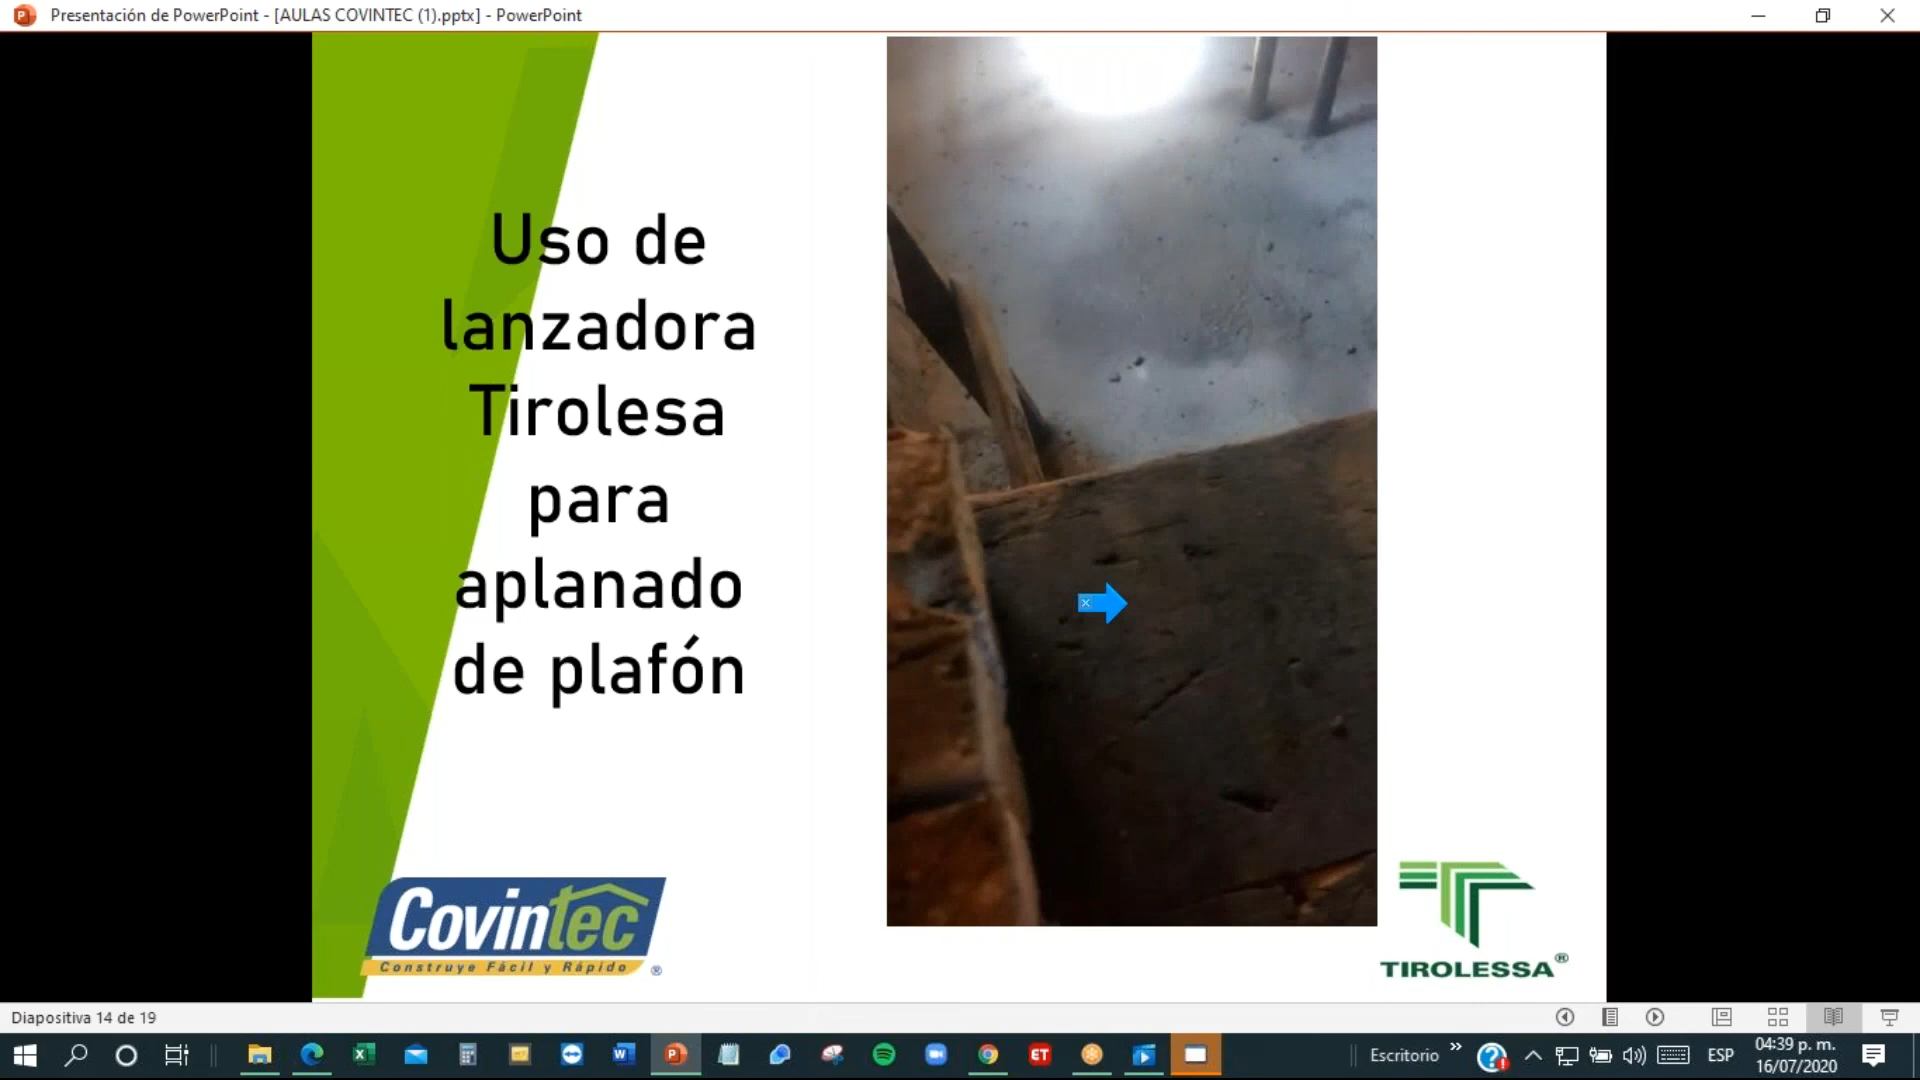 Presentación de PowerPoint - [AULAS COVINTEC (1).pptx] - PowerPoint
Uso de
lanzadora
Tirolesa
para
aplanado
de plafón
Covintec
Construye Fácil y Rápido ®
TIROLESSA®
Diapositiva 14 de 19
Escritorio
ESP
04:39 p. m.
16/07/2020
ET